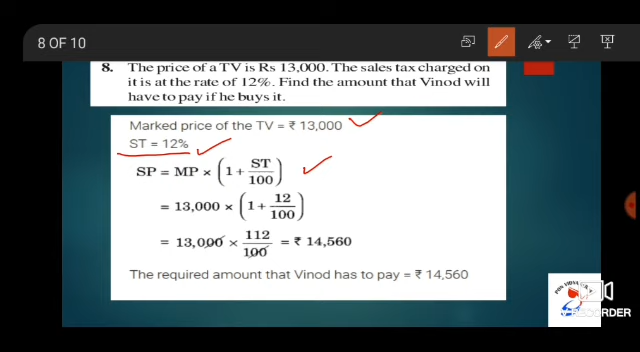 8 OF 10
8. The price of a TV is Rs 13,000. The sales tax charged on
it is at the rate of 12%. Find the amount that Vinod will
have to pay if he buys it.
Marked price of the TV = ₹ 13,000
ST = 12%
SP = MP × (1 + ST/100)
= 13,000 × (1 + 12/100)
= 13,000 × 112/100 = ₹ 14,560
The required amount that Vinod has to pay = ₹ 14,560